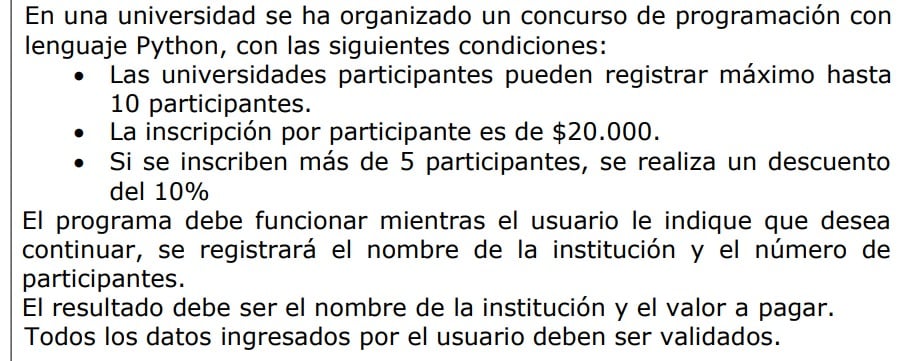 En una universidad se ha organizado un concurso de programación con
lenguaje Python, con las siguientes condiciones:
• Las universidades participantes pueden registrar máximo hasta
10 participantes.
• La inscripción por participante es de $20.000.
• Si se inscriben más de 5 participantes, se realiza un descuento
del 10%
El programa debe funcionar mientras el usuario le indique que desea
continuar, se registrará el nombre de la institución y el número de
participantes.
El resultado debe ser el nombre de la institución y el valor a pagar.
Todos los datos ingresados por el usuario deben ser validados.